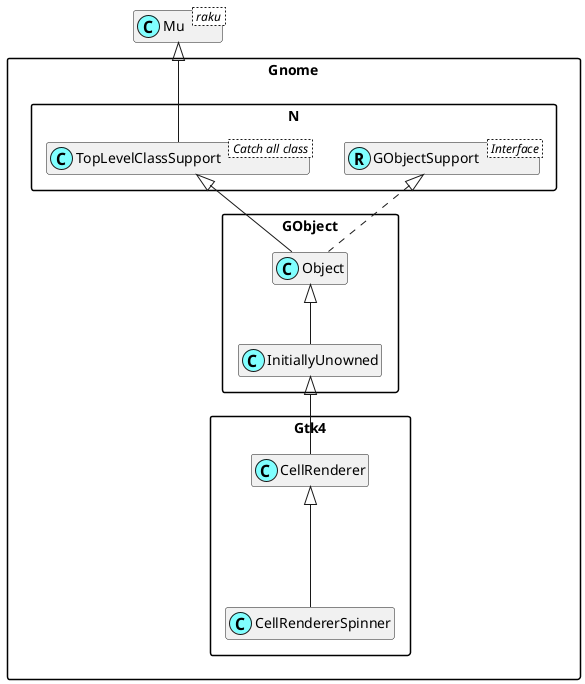 C Mu raku
Gnome
N
C TopLevelClassSupport Catch all class
R GObjectSupport Interface
GObject
C Object
C InitiallyUnowned
Gtk4
C CellRenderer
C CellRendererSpinner